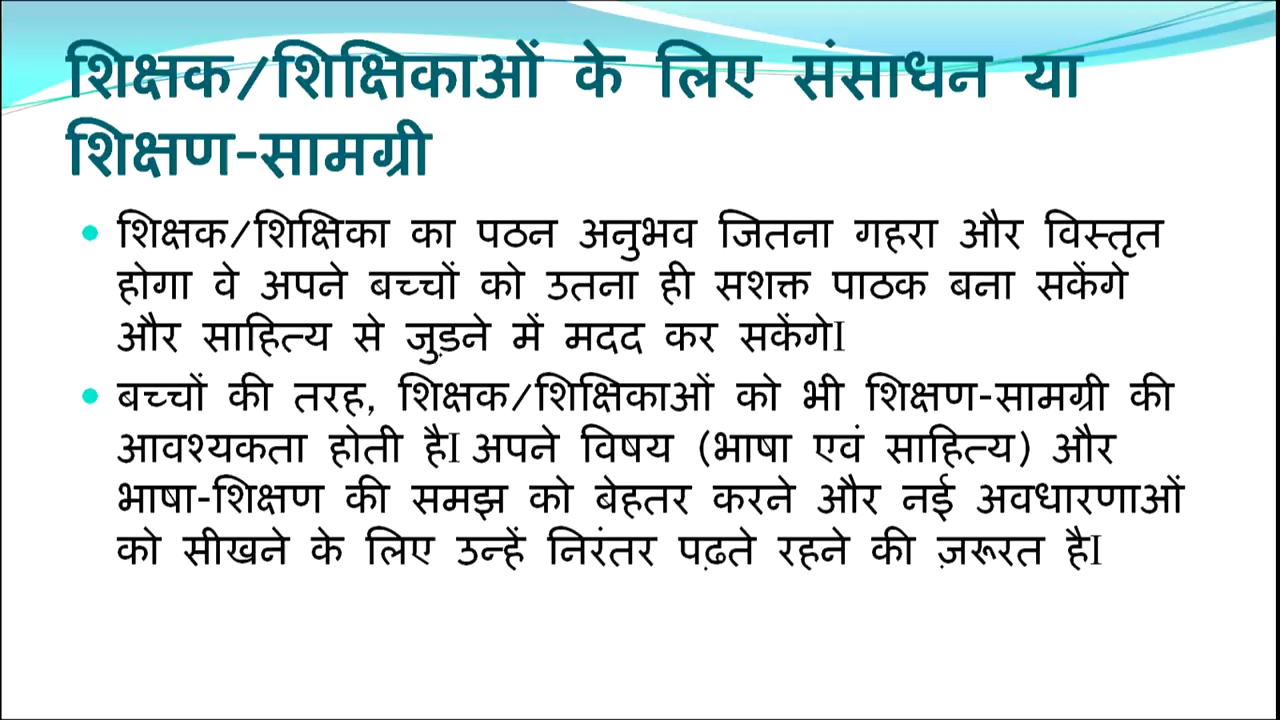 शिक्षक/शिक्षिकाओं के लिए संसाधन या
शिक्षण-सामग्री
• शिक्षक/शिक्षिका का पठन अनुभव जितना गहरा और विस्तृत
होगा वे अपने बच्चों को उतना ही सशक्त पाठक बना सकेंगे
और साहित्य से जुड़ने में मदद कर सकेंगेI
• बच्चों की तरह, शिक्षक/शिक्षिकाओं को भी शिक्षण-सामग्री की
आवश्यकता होती हैI अपने विषय (भाषा एवं साहित्य) और
भाषा-शिक्षण की समझ को बेहतर करने और नई अवधारणाओं
को सीखने के लिए उन्हें निरंतर पढ़ते रहने की ज़रूरत हैI